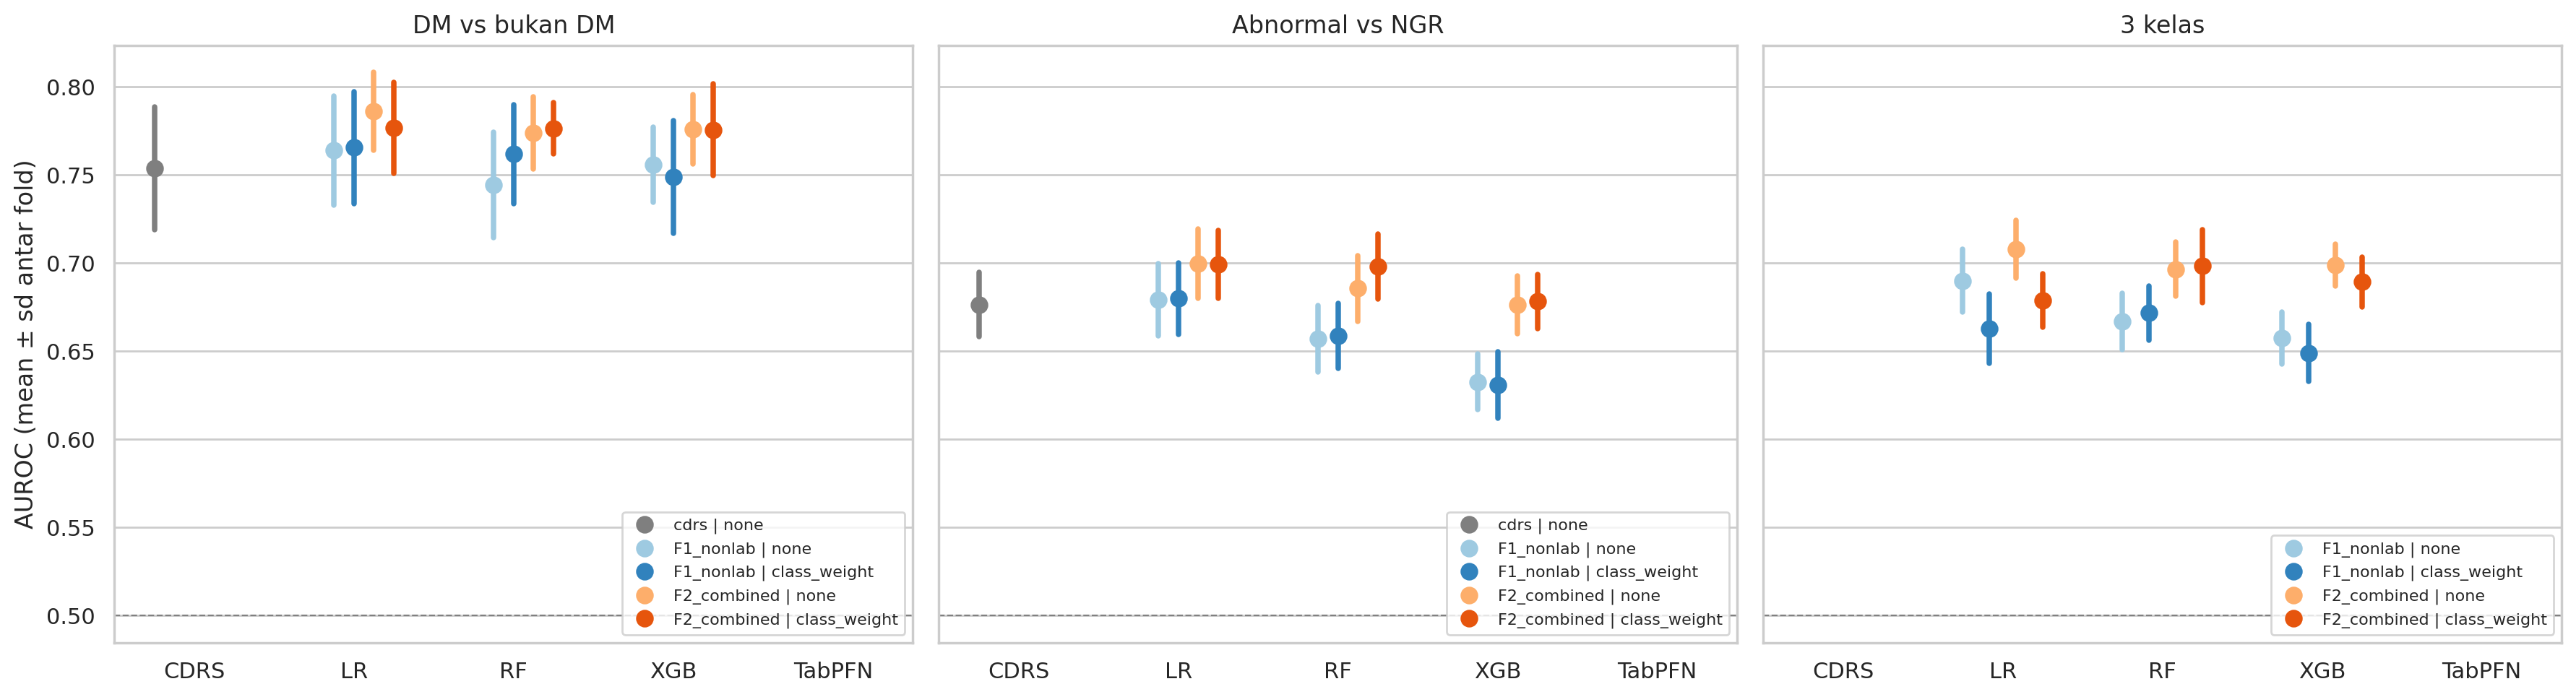 DM vs bukan DM
Abnormal vs NGR
3 kelas
AUROC (mean ± sd antar fold)
0.80
0.75
0.70
0.65
0.60
0.55
0.50
cdrs | none
F1_nonlab | none
F1_nonlab | class_weight
F2_combined | none
F2_combined | class_weight
CDRS LR RF XGB TabPFN
cdrs | none
F1_nonlab | none
F1_nonlab | class_weight
F2_combined | none
F2_combined | class_weight
CDRS LR RF XGB TabPFN
F1_nonlab | none
F1_nonlab | class_weight
F2_combined | none
F2_combined | class_weight
CDRS LR RF XGB TabPFN